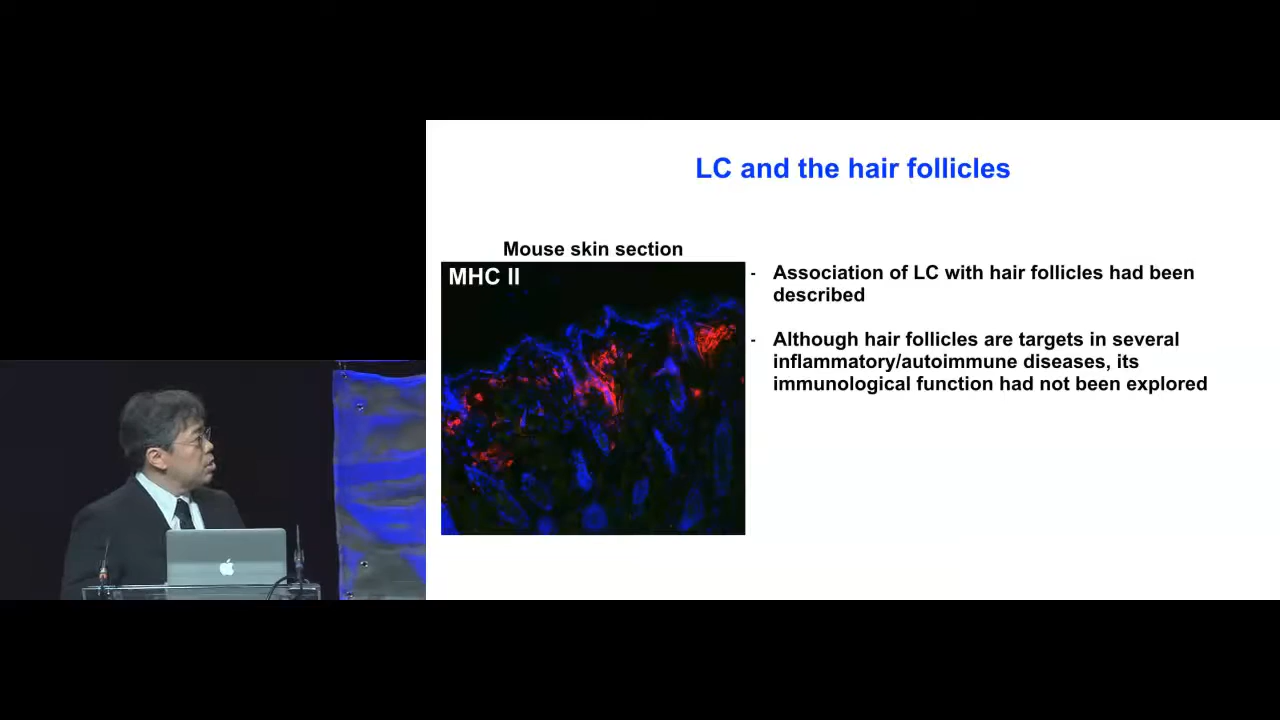 LC and the hair follicles
Mouse skin section
MHC II
- Association of LC with hair follicles had been
described
- Although hair follicles are targets in several
inflammatory/autoimmune diseases, its
immunological function had not been explored